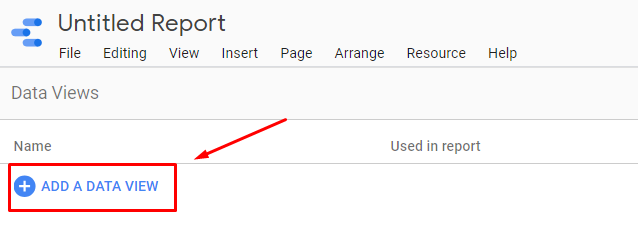 Untitled Report
File Editing View Insert Page Arrange Resource Help
Data Views
Name Used in report
ADD A DATA VIEW